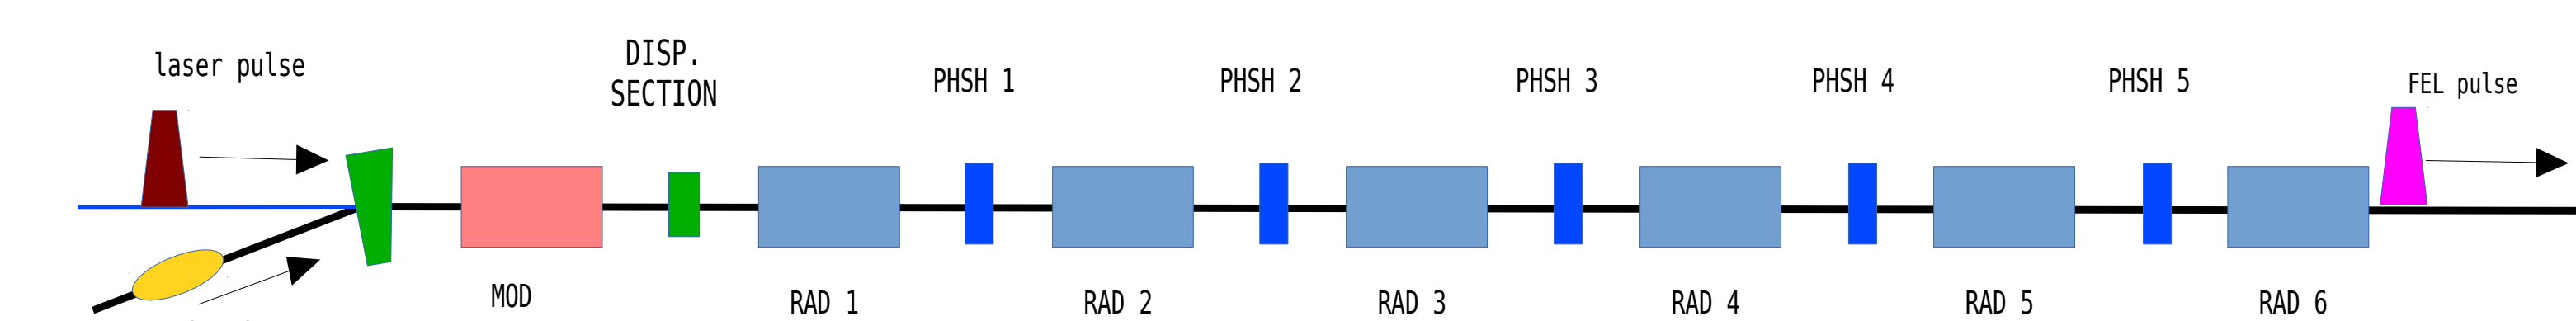 laser pulse
DISP.
SECTION
PHSH 1
PHSH 2
PHSH 3
PHSH 4
PHSH 5
FEL pulse
MOD
RAD 1
RAD 2
RAD 3
RAD 4
RAD 5
RAD 6